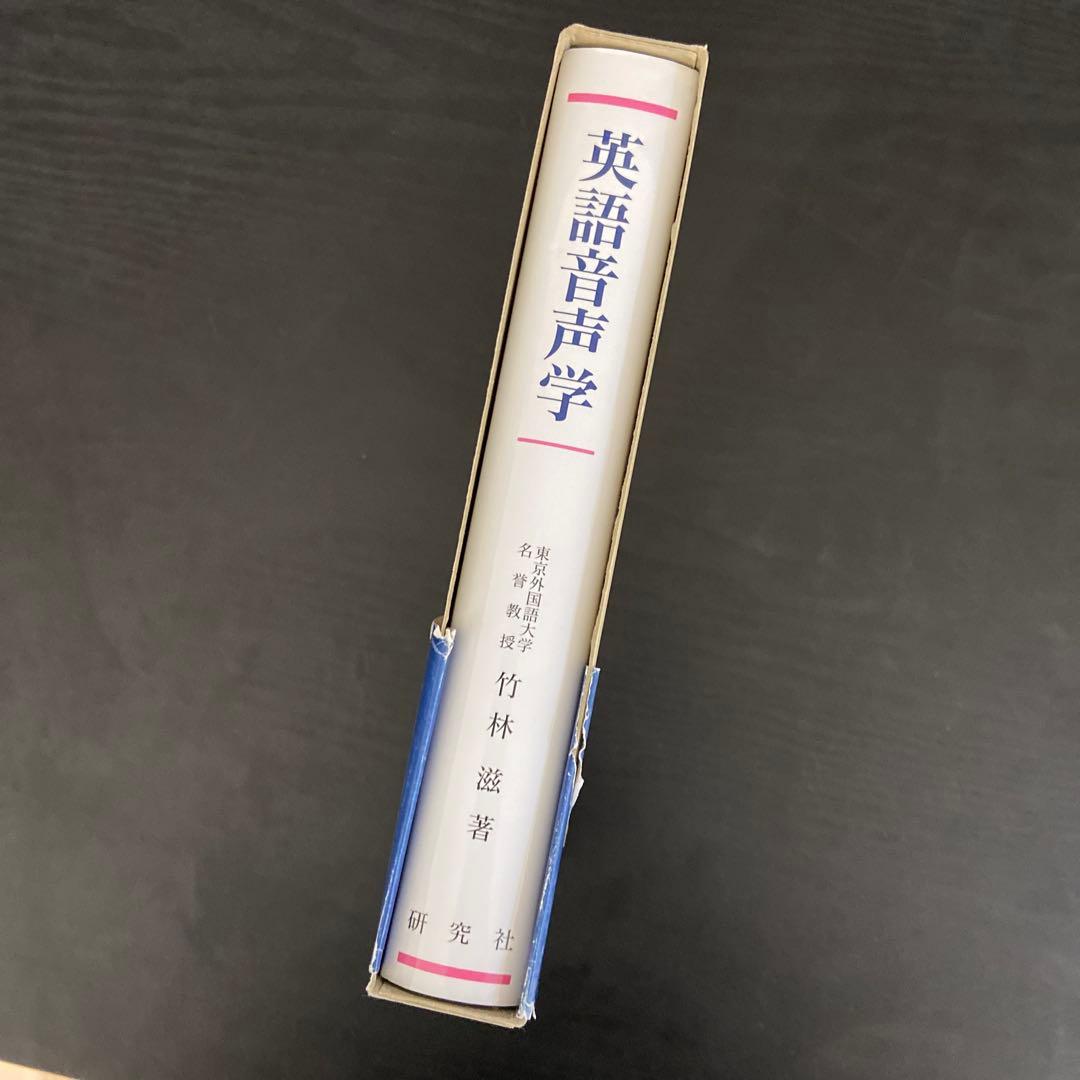 英語音声学
東京外国語大学
名誉教授
竹林 滋 著
研究社